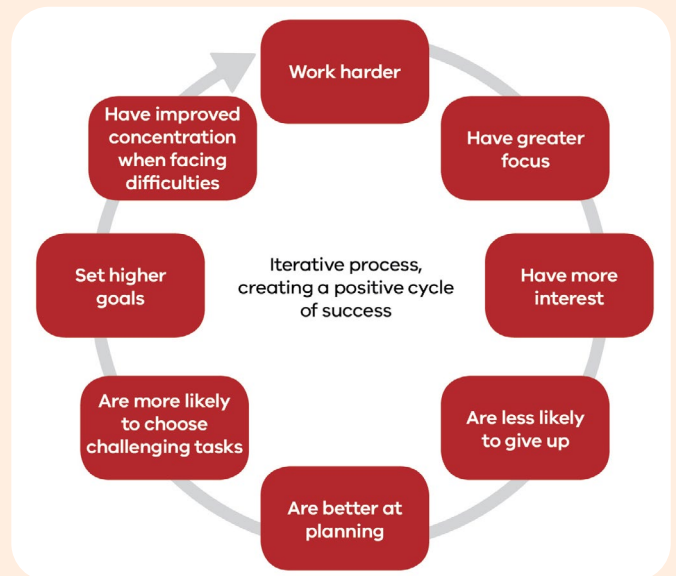 Work harder
Have greater
focus
Have more
interest
Are less likely
to give up
Are better at
planning
Are more likely
to choose
challenging tasks
Set higher
goals
Have improved
concentration
when facing
difficulties
Iterative process,
creating a positive cycle
of success